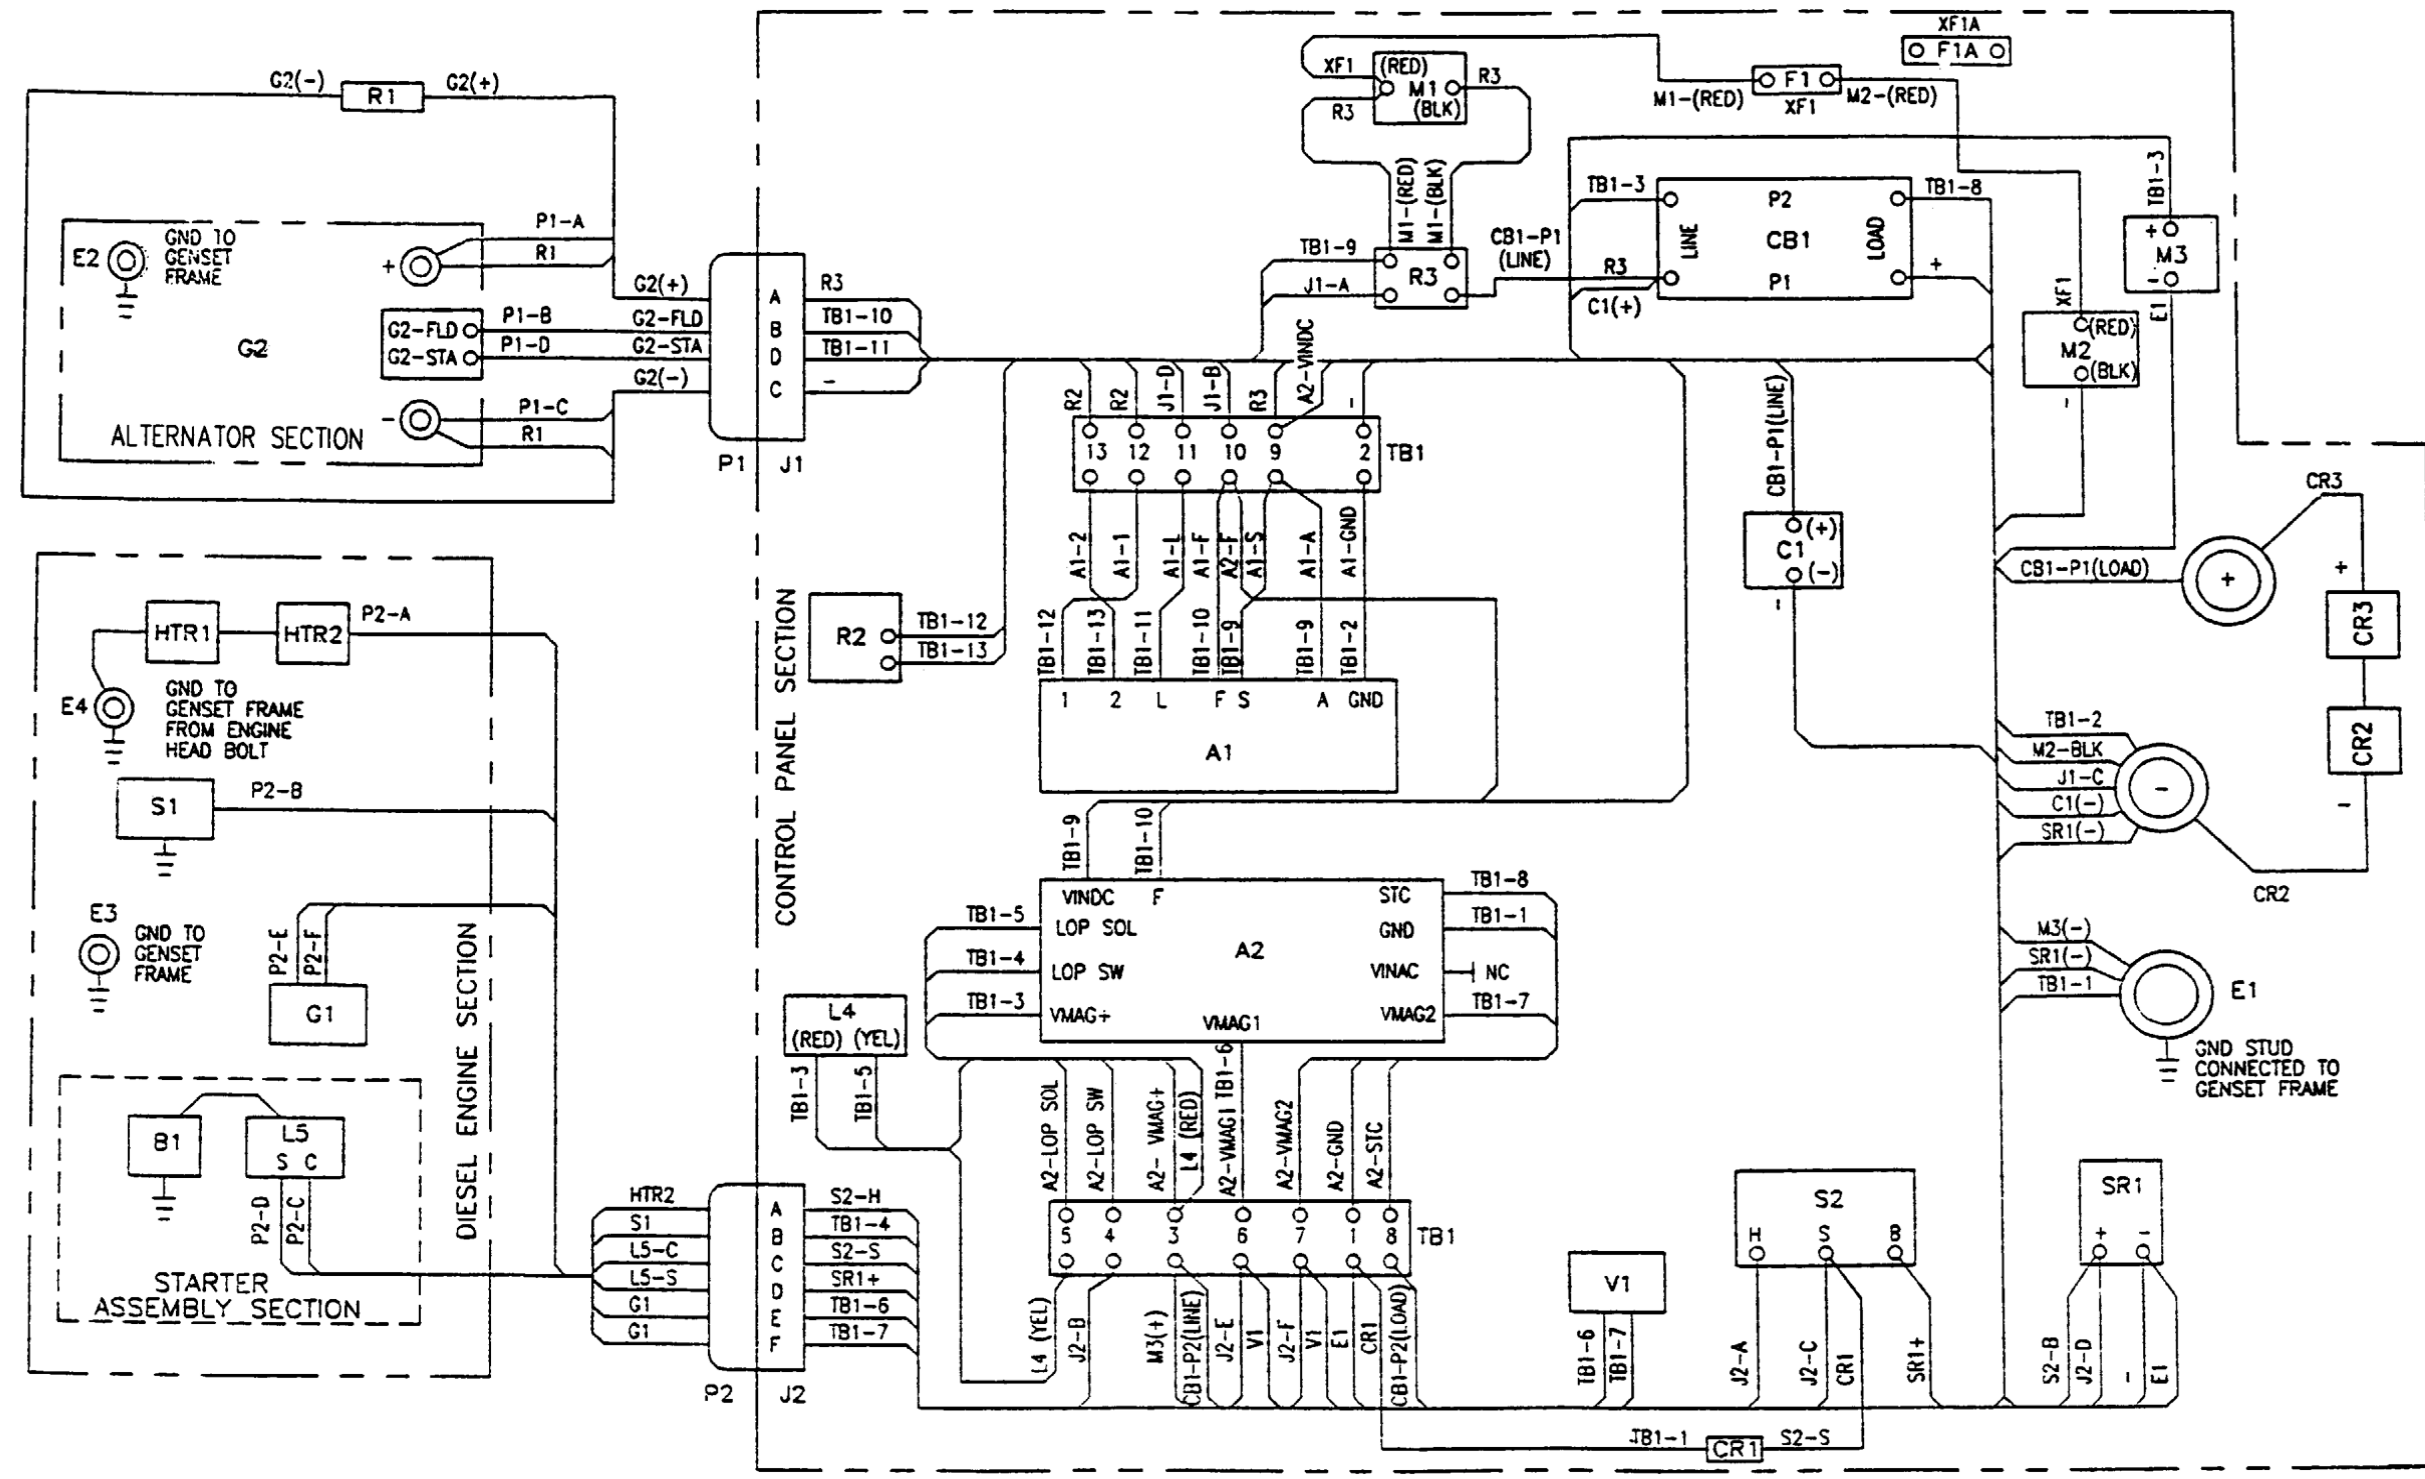 XF1A
F1A
XF1
(RED)
M1
(BLK)
R3
R3
F1
XF1
M1-(RED)
M2-(RED)
G2(-)
R1
G2(+)
E2
GND TO
GENSET
FRAME
P1-A
R1
+
G2
G2-FLD
G2-STA
P1-B
P1-D
G2(+)
G2-FLD
G2-STA
G2(-)
-
P1-C
R1
ALTERNATOR SECTION
A
B
D
C
P1
J1
R3
TB1-10
TB1-11
-
M1-(RED)
M1-(BLK)
TB1-9
J1-A
R3
CB1-P1
(LINE)
TB1-3
R3
C1(+)
LINE
P2
CB1
P1
LOAD
TB1-8
+
TB1-3
+
M3
-
E1
XF1
(RED)
M2
(BLK)
-
R2
R2
J1-D
J1-B
R3
A2-VINDC
-
13
12
11
10
9
2
TB1
A1-2
A1-1
A1-L
A1-F
A2-F
A1-S
A1-A
A1-GND
CB1-P1(LINE)
(+)
C1
(-)
-
CR3
CB1-P1(LOAD)
+
+
CR3
CR2
-
CR2
HTR1
HTR2
P2-A
E4
GND TO
GENSET FRAME
FROM ENGINE
HEAD BOLT
S1
P2-B
E3
GND TO
GENSET
FRAME
P2-E
P2-F
G1
DIESEL ENGINE SECTION
CONTROL PANEL SECTION
R2
TB1-12
TB1-13
TB1-12
TB1-13
TB1-11
TB1-10
TB1-9
TB1-9
TB1-2
1
2
L
F
S
A
GND
A1
TB1-2
M2-BLK
J1-C
C1(-)
SR1(-)
-
TB1-9
TB1-10
VINDC
F
STC
LOP SOL
GND
A2
LOP SW
VINAC
VMAG+
VMAG1
VMAG2
TB1-5
TB1-4
TB1-3
TB1-8
TB1-1
NC
TB1-7
M3(-)
SR1(-)
TB1-1
E1
GND STUD
CONNECTED TO
GENSET FRAME
L4
(RED) (YEL)
TB1-3
TB1-5
B1
L5
S C
P2-D
P2-C
STARTER
ASSEMBLY SECTION
A2-LOP SOL
A2-LOP SW
A2- VMAG+
L4 (RED)
A2-VMAG1 TB1-6
A2-VMAG2
A2-GND
A2-STC
5
4
3
6
7
1
8
TB1
HTR2
S1
L5-C
L5-S
G1
G1
A
B
C
D
E
F
P2
J2
S2-H
TB1-4
S2-S
SR1+
TB1-6
TB1-7
L4 (YEL)
J2-B
M3(+)
CB1-P2(LINE)
J2-E
V1
J2-F
V1
E1
CR1
CB1-P2(LOAD)
V1
TB1-6
TB1-7
S2
H
S
B
J2-A
J2-C
CR1
SR1+
SR1
+
-
S2-B
J2-D
-
E1
TB1-1
CR1
S2-S